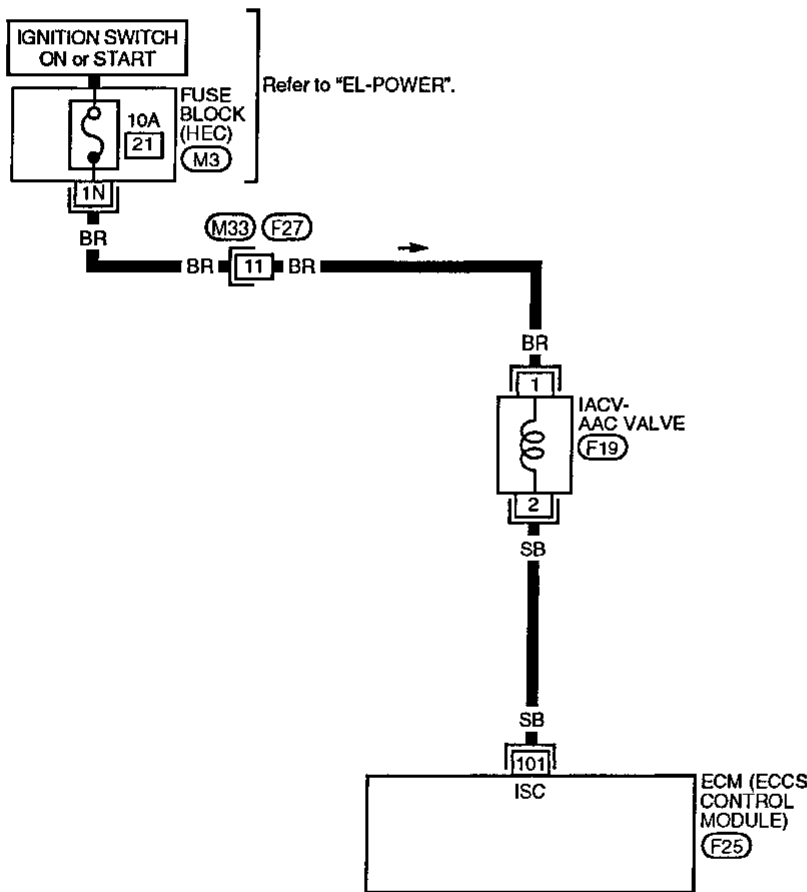 IGNITION SWITCH
ON or START
Refer to "EL-POWER".
FUSE
BLOCK
(HEC)
M3
10A
21
1N
BR
M33 F27
BR 11 BR
BR
1
IACV-
AAC VALVE
F19
2
SB
SB
101
ISC
ECM (ECCS
CONTROL
MODULE)
F25